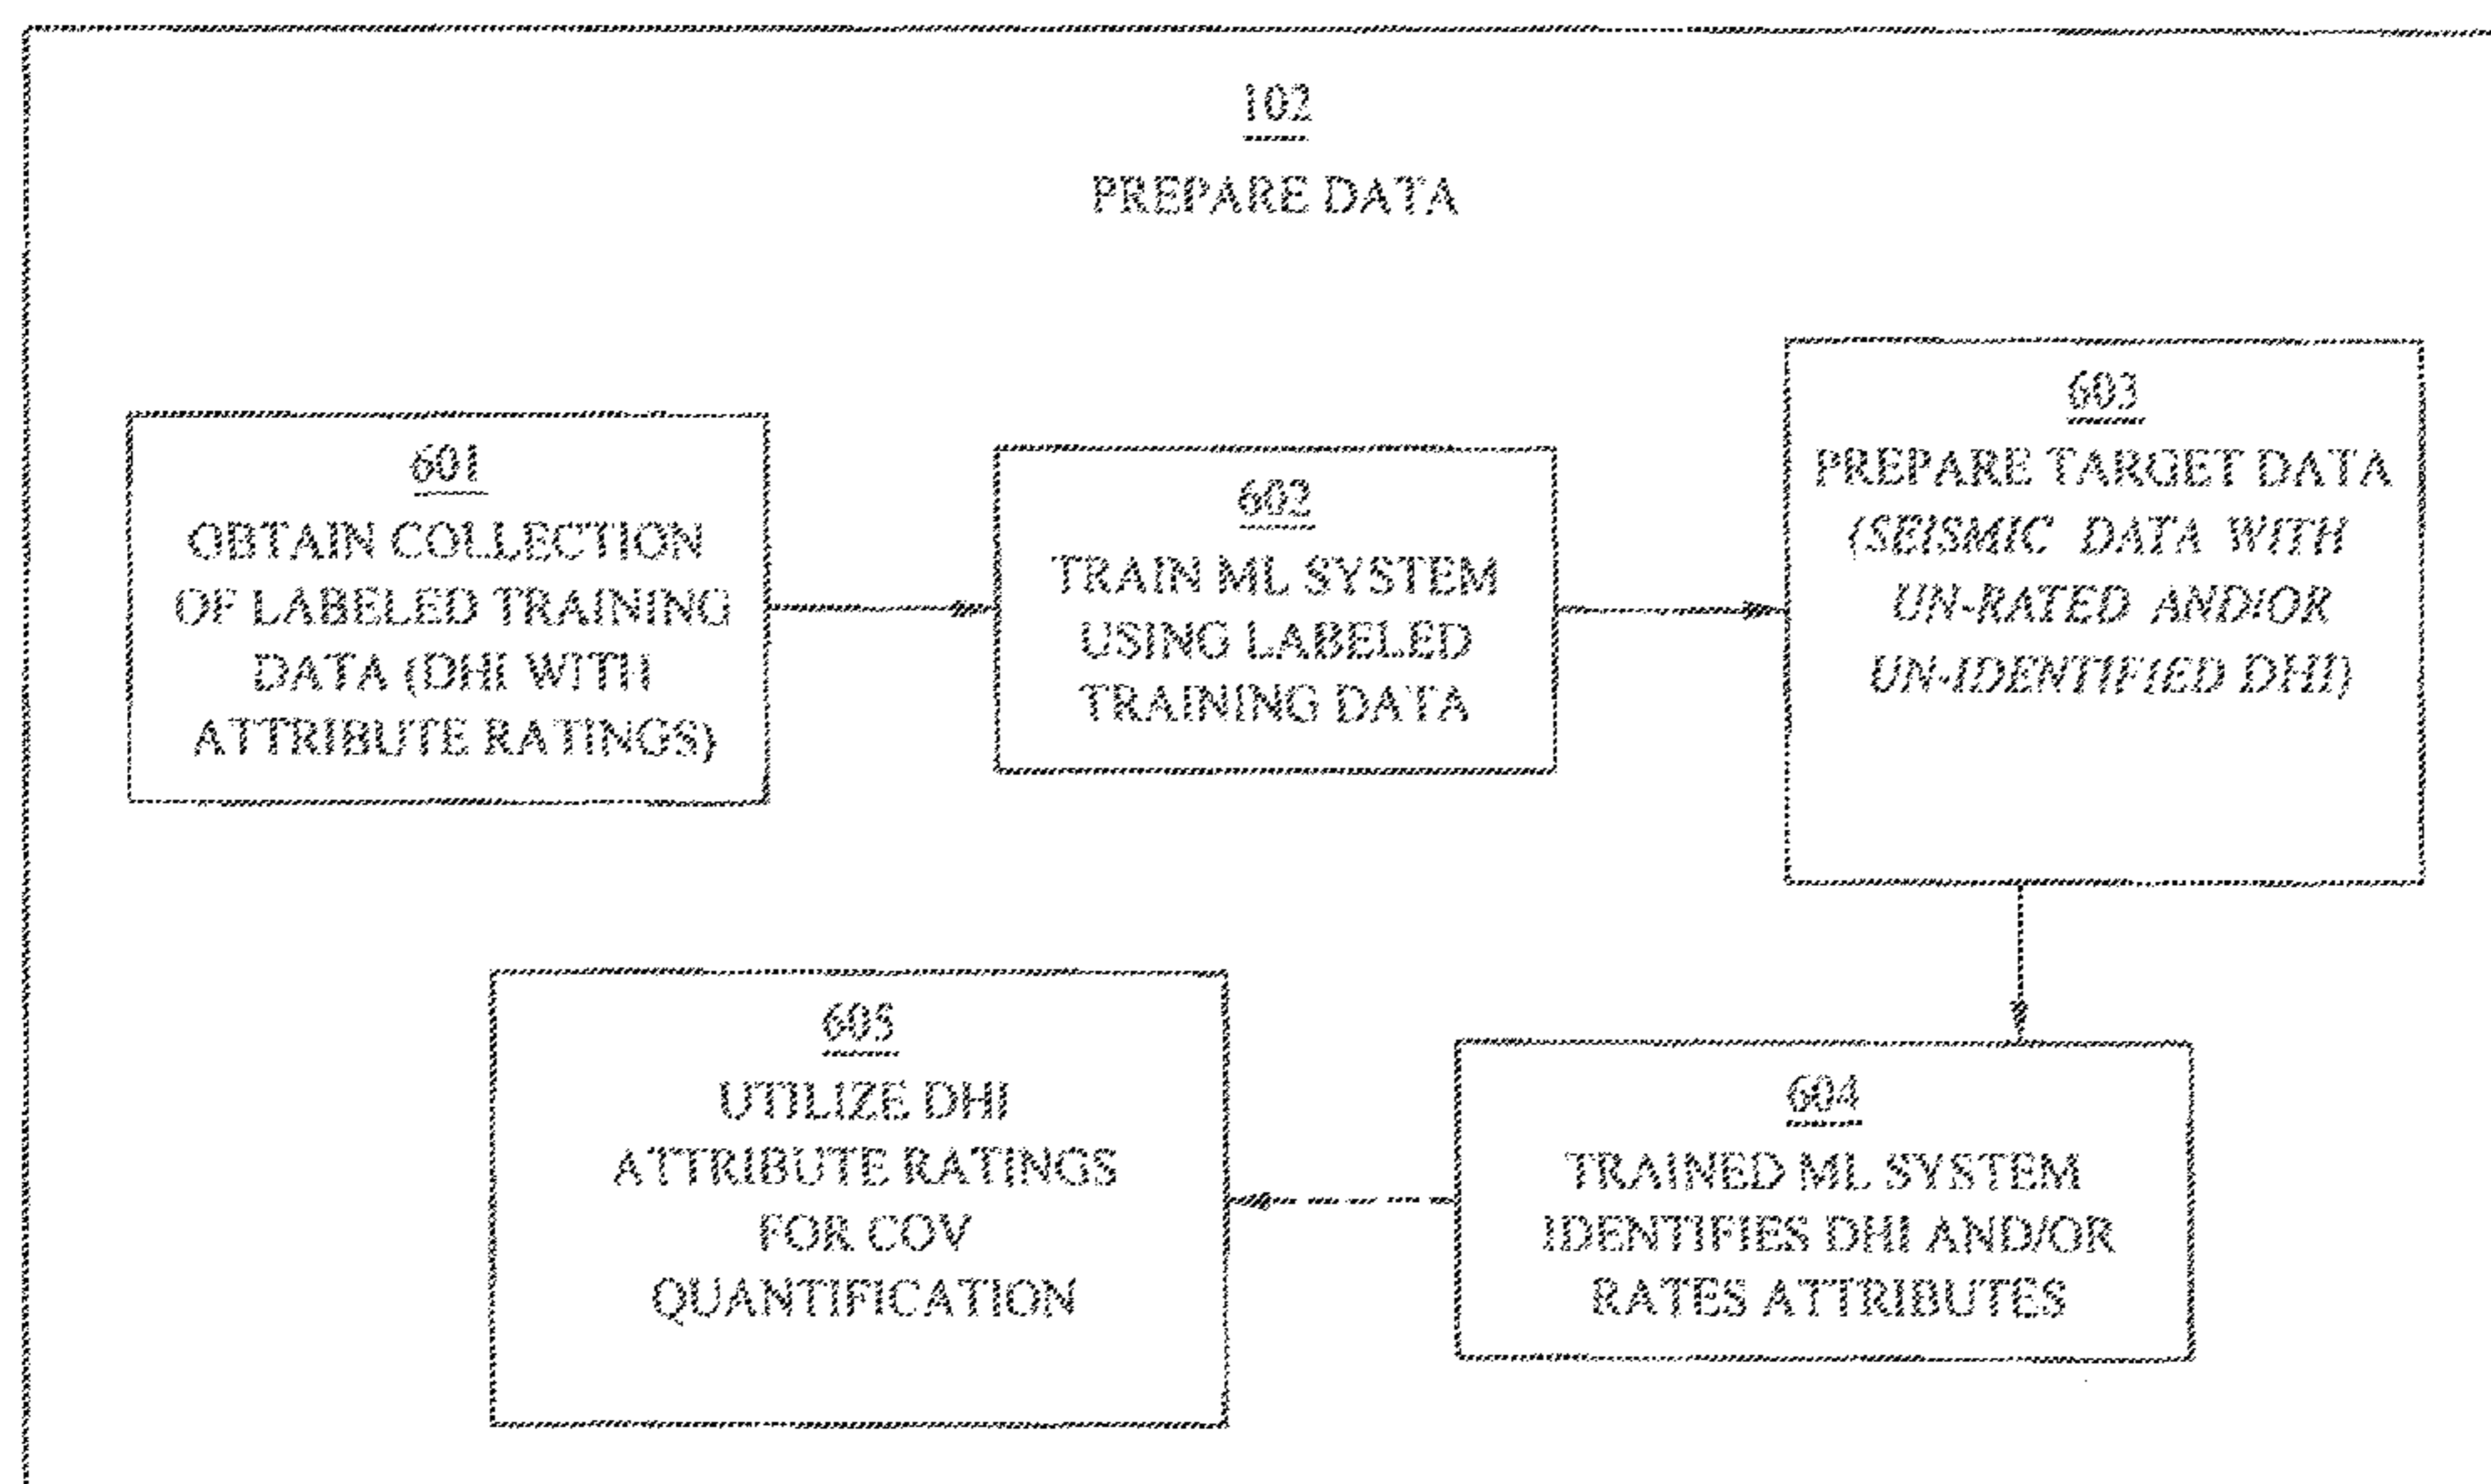 102
PREPARE DATA
601
OBTAIN COLLECTION
OF LABELED TRAINING
DATA (DHI WITH
ATTRIBUTE RATINGS)
602
TRAIN ML SYSTEM
USING LABELED
TRAINING DATA
603
PREPARE TARGET DATA
(SEISMIC DATA WITH
UN-RATED AND/OR
UN-IDENTIFIED DHI)
604
TRAINED ML SYSTEM
IDENTIFIES DHI AND/OR
RATES ATTRIBUTES
605
UTILIZE DHI
ATTRIBUTE RATINGS
FOR COV
QUANTIFICATION